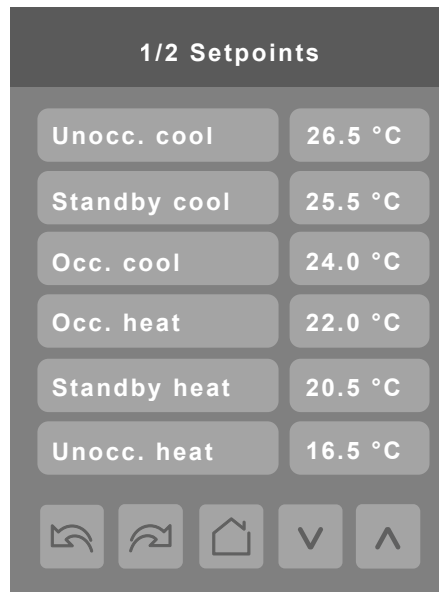 1/2 Setpoints
Unocc. cool 26.5 °C
Standby cool 25.5 °C
Occ. cool 24.0 °C
Occ. heat 22.0 °C
Standby heat 20.5 °C
Unocc. heat 16.5 °C